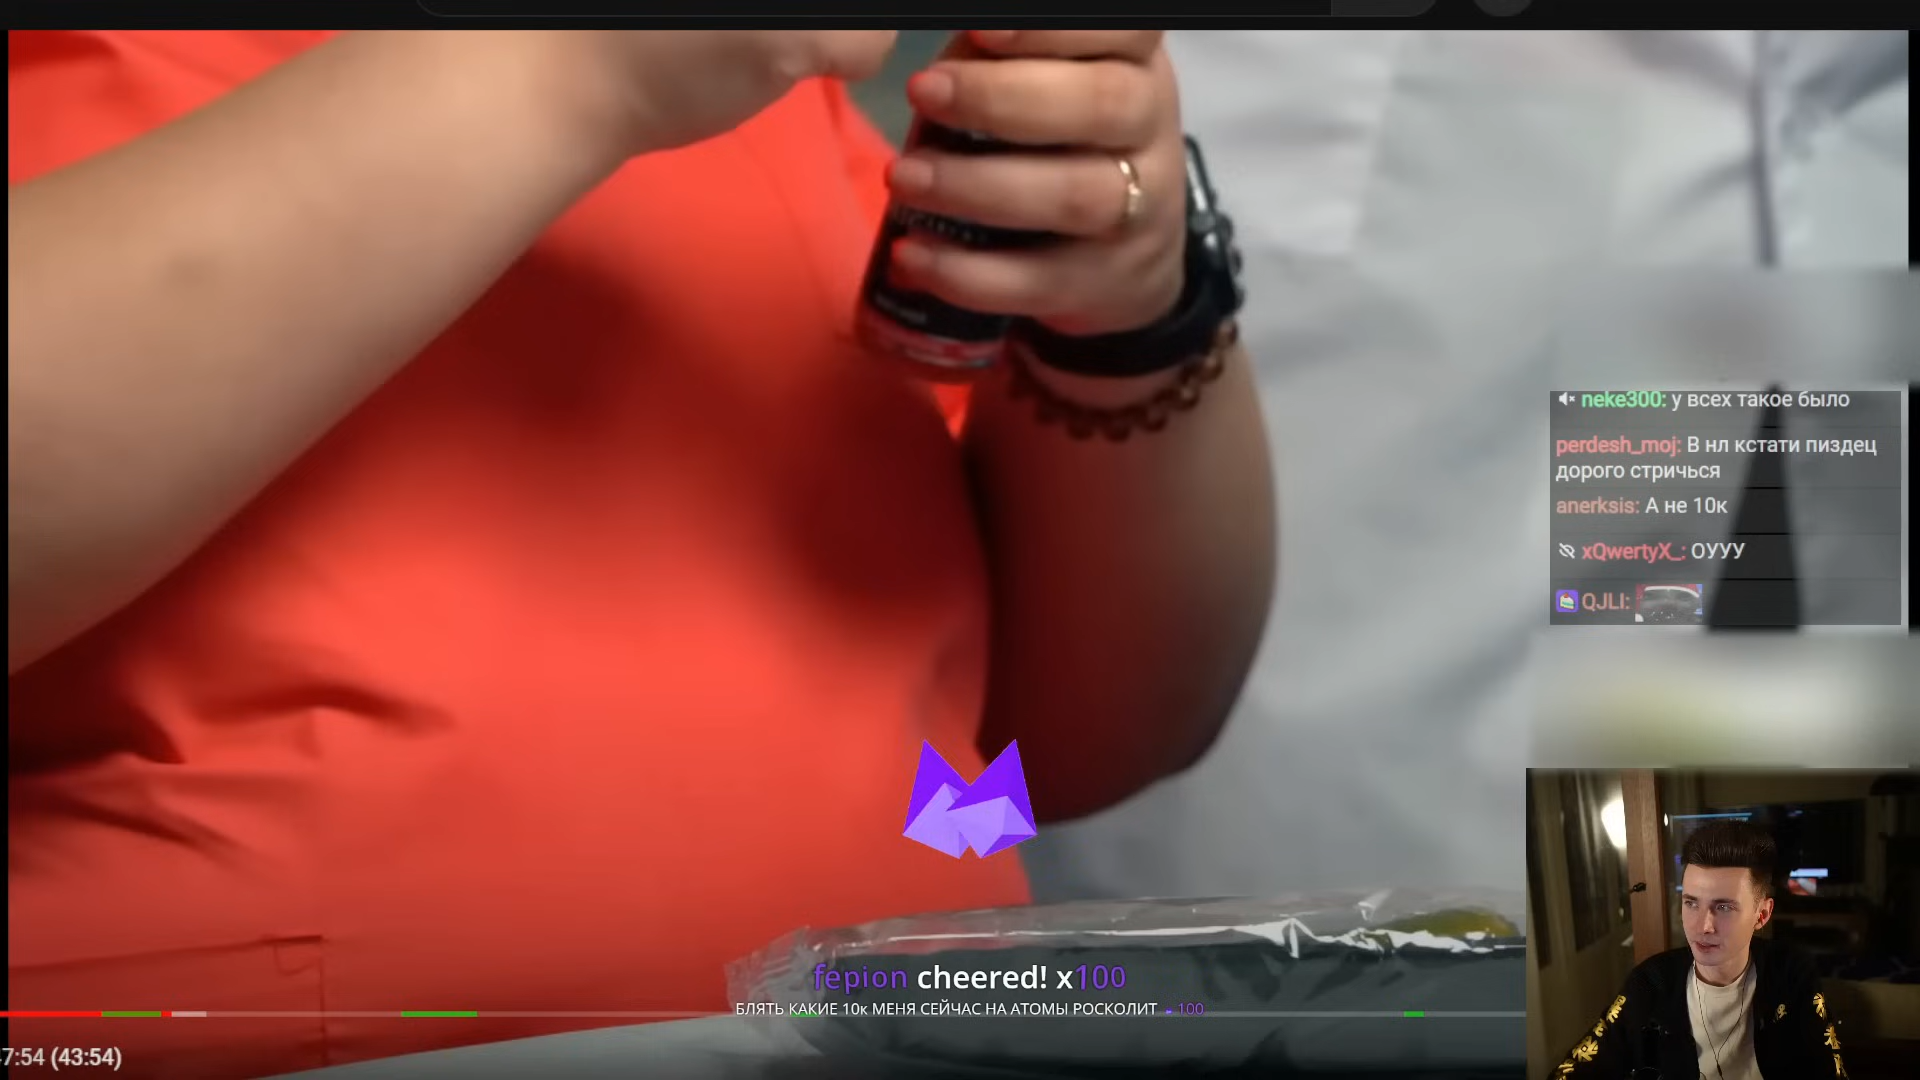 neke300: у всех такое было
perdesh_moj: В нл кстати пиздец
дорого стричься
anerksis: А не 10к
xQwertyX_: ОУУУ
QJLI:
fepion cheered! x100
БЛЯТЬ КАКИЕ 10к МЕНЯ СЕЙЧАС НА АТОМЫ РОСКОЛИТ 100
7:54 (43:54)